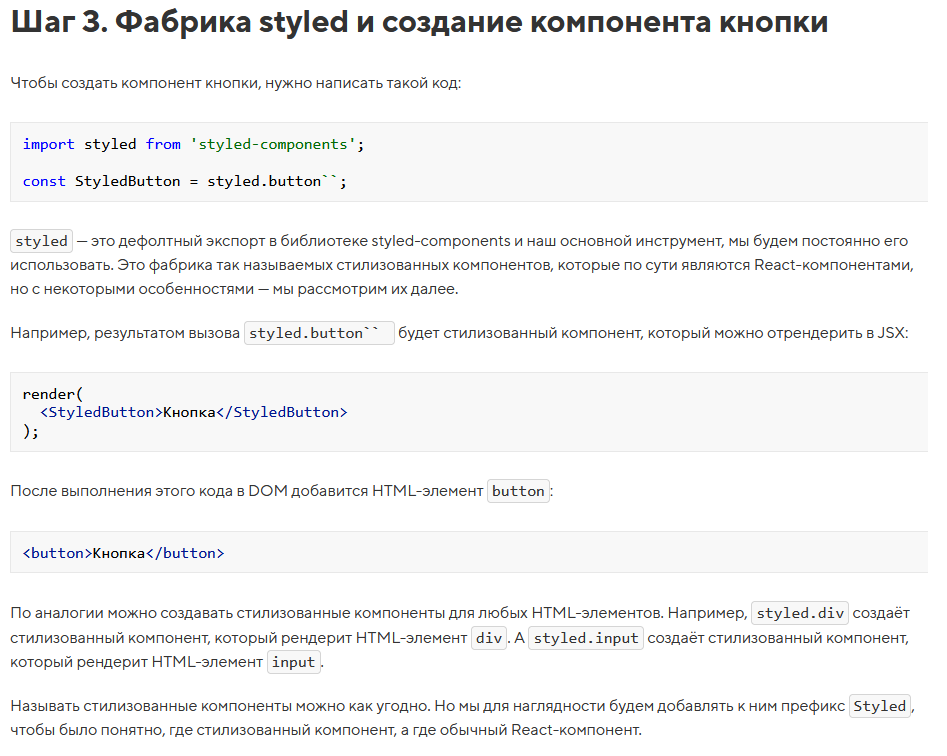 Шаг 3. Фабрика styled и создание компонента кнопки
Чтобы создать компонент кнопки, нужно написать такой код:
import styled from 'styled-components';
const StyledButton = styled.button``;
styled — это дефолтный экспорт в библиотеке styled-components и наш основной инструмент, мы будем постоянно его
использовать. Это фабрика так называемых стилизованных компонентов, которые по сути являются React-компонентами,
но с некоторыми особенностями — мы рассмотрим их далее.
Например, результатом вызова styled.button`` будет стилизованный компонент, который можно отрендерить в JSX:
render(
  <StyledButton>Кнопка</StyledButton>
);
После выполнения этого кода в DOM добавится HTML-элемент button:
<button>Кнопка</button>
По аналогии можно создавать стилизованные компоненты для любых HTML-элементов. Например, styled.div создаёт
стилизованный компонент, который рендерит HTML-элемент div. А styled.input создаёт стилизованный компонент,
который рендерит HTML-элемент input.
Называть стилизованные компоненты можно как угодно. Но мы для наглядности будем добавлять к ним префикс Styled,
чтобы было понятно, где стилизованный компонент, а где обычный React-компонент.